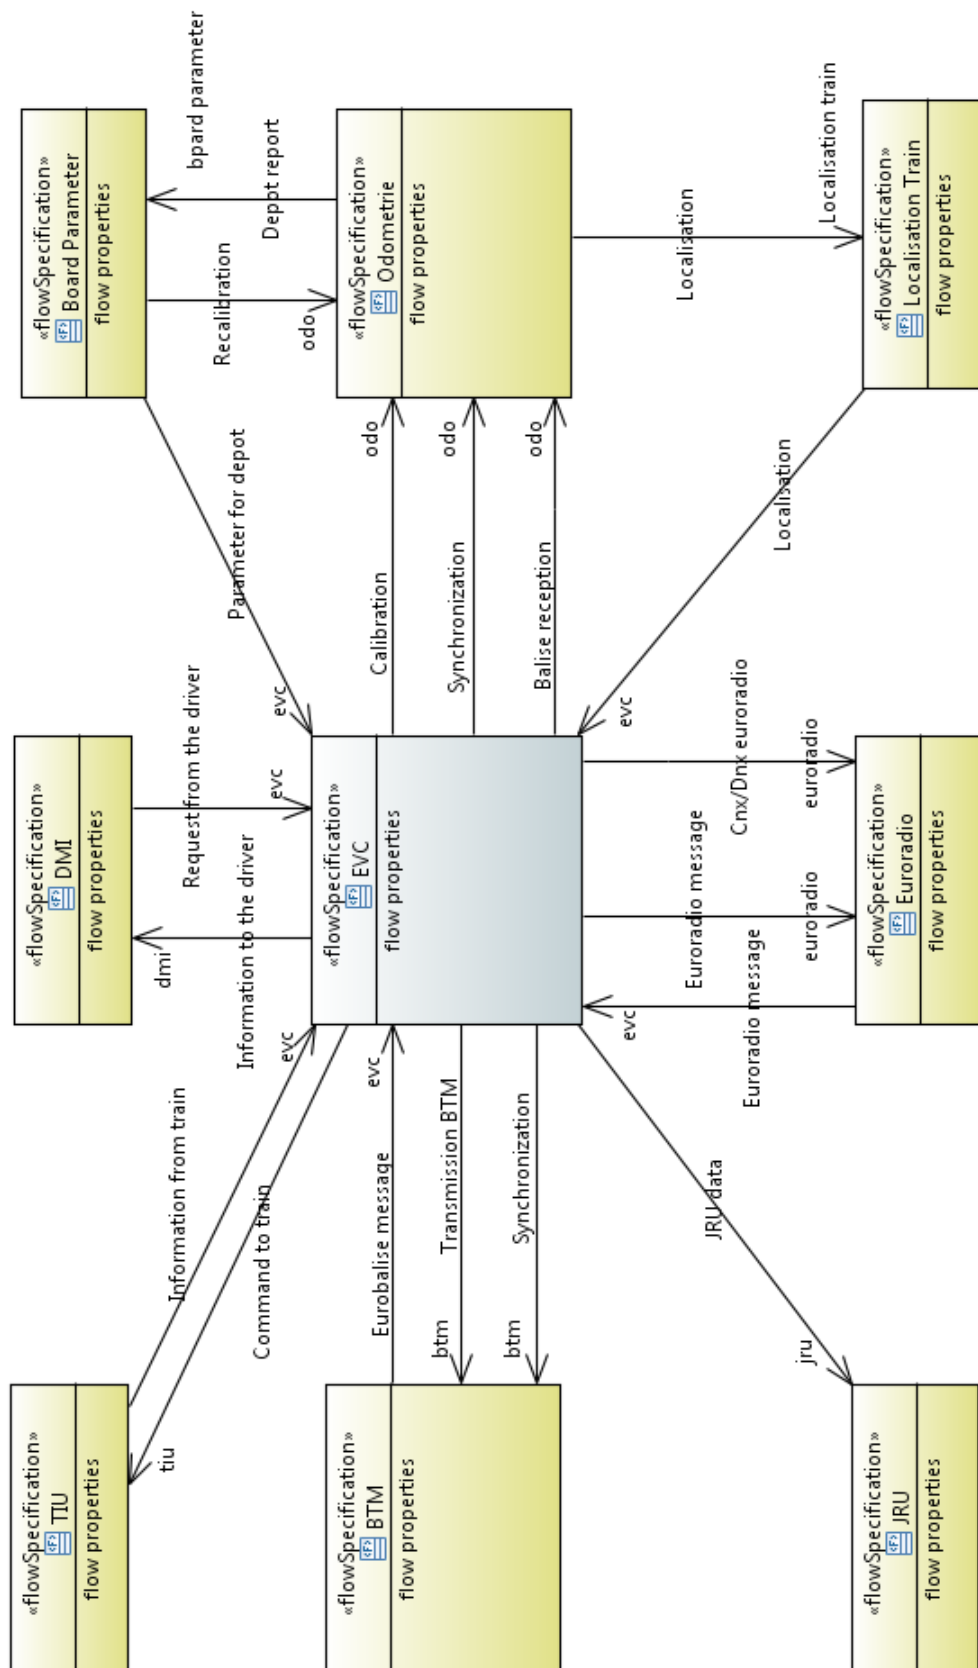 «flowSpecification»
TIU
flow properties
«flowSpecification»
DMI
flow properties
«flowSpecification»
Board Parameter
flow properties
tiu
Information from train
Command to train
evc
dmi
Information to the driver
Request from the driver
evc
evc
Parameter for depot
Recalibration
odo
Depot report
bpard parameter
«flowSpecification»
BTM
flow properties
Eurobalise message
evc
btm
Transmission BTM
btm
Synchronization
«flowSpecification»
EVC
flow properties
Calibration
odo
Synchronization
odo
Balise reception
odo
«flowSpecification»
Odometrie
flow properties
jru
JRU data
evc
Euroradio message
Euroradio message
euroradio
Cnx/Dnx euroradio
euroradio
evc
Localisation
Localisation
Localisation train
«flowSpecification»
JRU
flow properties
«flowSpecification»
Euroradio
flow properties
«flowSpecification»
Localisation Train
flow properties